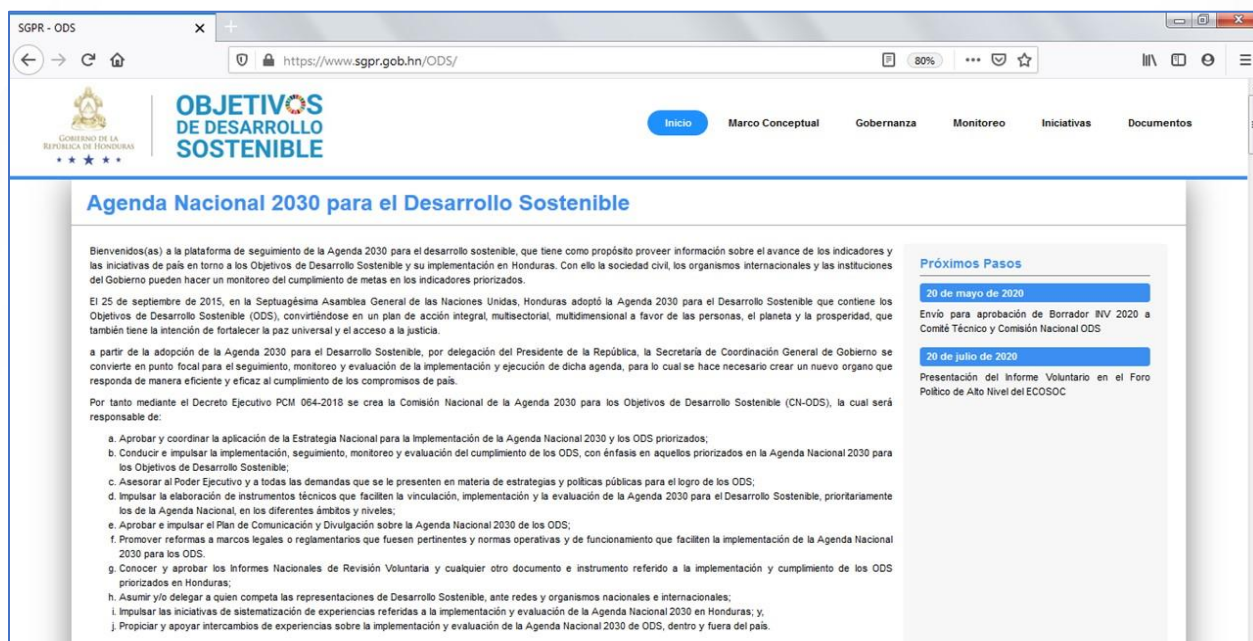 SGPR - ODS
https://www.sgpr.gob.hn/ODS/
80%
GOBIERNO DE LA
REPÚBLICA DE HONDURAS
OBJETIVOS
DE DESARROLLO
SOSTENIBLE
Inicio
Marco Conceptual
Gobernanza
Monitoreo
Iniciativas
Documentos
Agenda Nacional 2030 para el Desarrollo Sostenible
Bienvenidos(as) a la plataforma de seguimiento de la Agenda 2030 para el desarrollo sostenible, que tiene como propósito proveer información sobre el avance de los indicadores y
las iniciativas de país en torno a los Objetivos de Desarrollo Sostenible y su implementación en Honduras. Con ello la sociedad civil, los organismos internacionales y las instituciones
del Gobierno pueden hacer un monitoreo del cumplimiento de metas en los indicadores priorizados.
El 25 de septiembre de 2015, en la Septuagésima Asamblea General de las Naciones Unidas, Honduras adoptó la Agenda 2030 para el Desarrollo Sostenible que contiene los
Objetivos de Desarrollo Sostenible (ODS), convirtiéndose en un plan de acción integral, multisectorial, multidimensional a favor de las personas, el planeta y la prosperidad, que
también tiene la intención de fortalecer la paz universal y el acceso a la justicia.
a partir de la adopción de la Agenda 2030 para el Desarrollo Sostenible, por delegación del Presidente de la República, la Secretaría de Coordinación General de Gobierno se
convierte en punto focal para el seguimiento, monitoreo y evaluación de la implementación y ejecución de dicha agenda, para lo cual se hace necesario crear un nuevo organo que
responda de manera eficiente y eficaz al cumplimiento de los compromisos de país.
Por tanto mediante el Decreto Ejecutivo PCM 064-2018 se crea la Comisión Nacional de la Agenda 2030 para los Objetivos de Desarrollo Sostenible (CN-ODS), la cual será
responsable de:
a. Aprobar y coordinar la aplicación de la Estrategia Nacional para la Implementación de la Agenda Nacional 2030 y los ODS priorizados;
b. Conducir e impulsar la implementación, seguimiento, monitoreo y evaluación del cumplimiento de los ODS, con énfasis en aquellos priorizados en la Agenda Nacional 2030 para
los Objetivos de Desarrollo Sostenible;
c. Asesorar al Poder Ejecutivo y a todas las demandas que se le presenten en materia de estrategias y políticas públicas para el logro de los ODS;
d. Impulsar la elaboración de instrumentos técnicos que faciliten la vinculación, implementación y la evaluación de la Agenda 2030 para el Desarrollo Sostenible, prioritariamente
los de la Agenda Nacional, en los diferentes ámbitos y niveles;
e. Aprobar e impulsar el Plan de Comunicación y Divulgación sobre la Agenda Nacional 2030 de los ODS;
f. Promover reformas a marcos legales o reglamentarios que fuesen pertinentes y normas operativas y de funcionamiento que faciliten la implementación de la Agenda Nacional
2030 para los ODS.
g. Conocer y aprobar los Informes Nacionales de Revisión Voluntaria y cualquier otro documento e instrumento referido a la implementación y cumplimiento de los ODS
priorizados en Honduras;
h. Asumir y/o delegar a quien competa las representaciones de Desarrollo Sostenible, ante redes y organismos nacionales e internacionales;
i. Impulsar las iniciativas de sistematización de experiencias referidas a la implementación y evaluación de la Agenda Nacional 2030 en Honduras; y,
j. Propiciar y apoyar intercambios de experiencias sobre la implementación y evaluación de la Agenda Nacional 2030 de ODS, dentro y fuera del país.
Próximos Pasos
20 de mayo de 2020
Envío para aprobación de Borrador INV 2020 a
Comité Técnico y Comisión Nacional ODS
20 de julio de 2020
Presentación del Informe Voluntario en el Foro
Político de Alto Nivel del ECOSOC